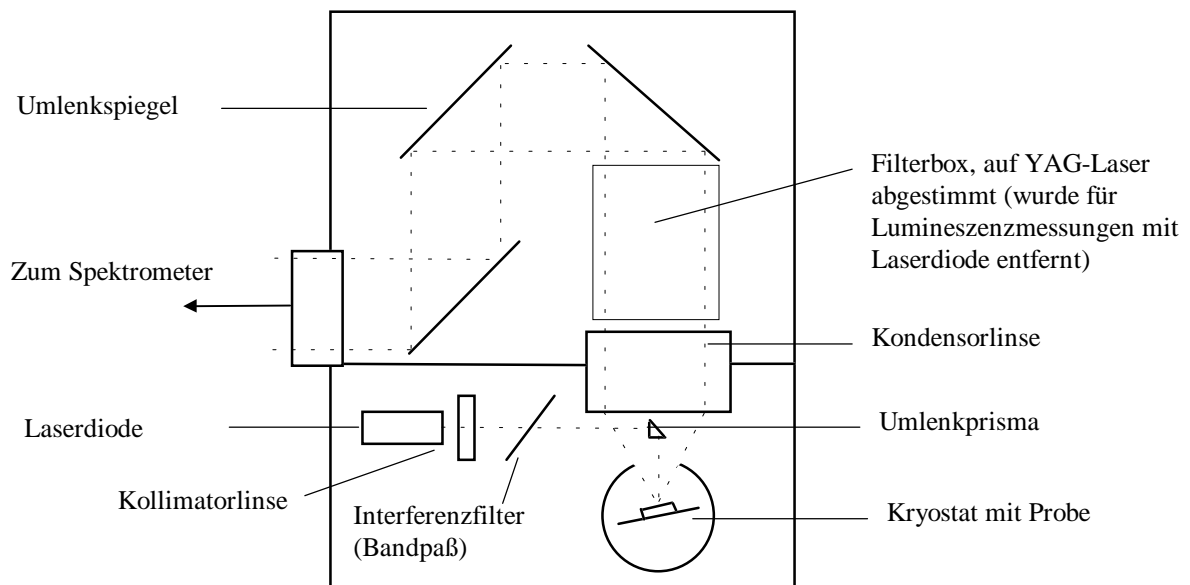 Umlenkspiegel
Filterbox, auf YAG-Laser
abgestimmt (wurde für
Lumineszenzmessungen mit
Laserdiode entfernt)
Zum Spektrometer
Kondensorlinse
Laserdiode
Umlenkprisma
Kollimatorlinse
Interferenzfilter
(Bandpaß)
Kryostat mit Probe